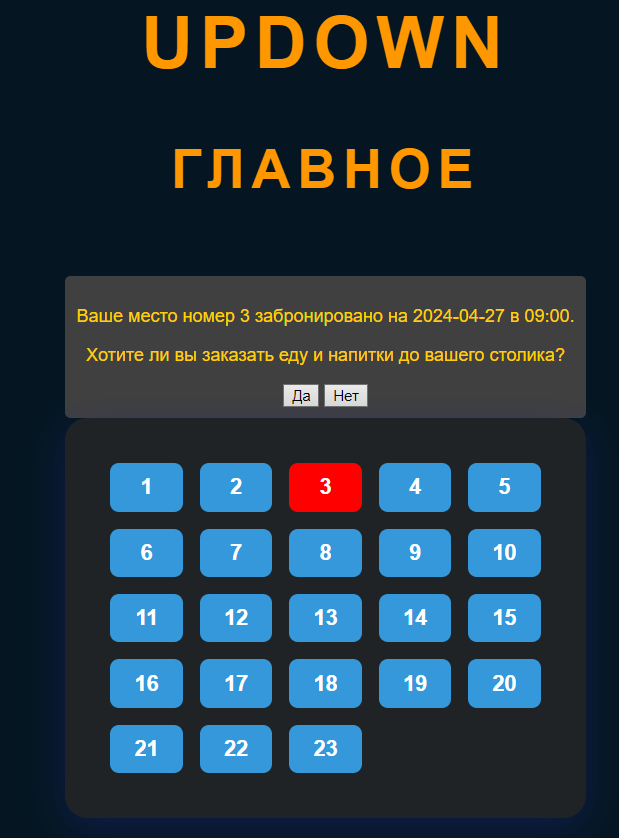 UPDOWN
ГЛАВНОЕ
Ваше место номер 3 забронировано на 2024-04-27 в 09:00.
Хотите ли вы заказать еду и напитки до вашего столика?
Да Нет
1 2 3 4 5
6 7 8 9 10
11 12 13 14 15
16 17 18 19 20
21 22 23